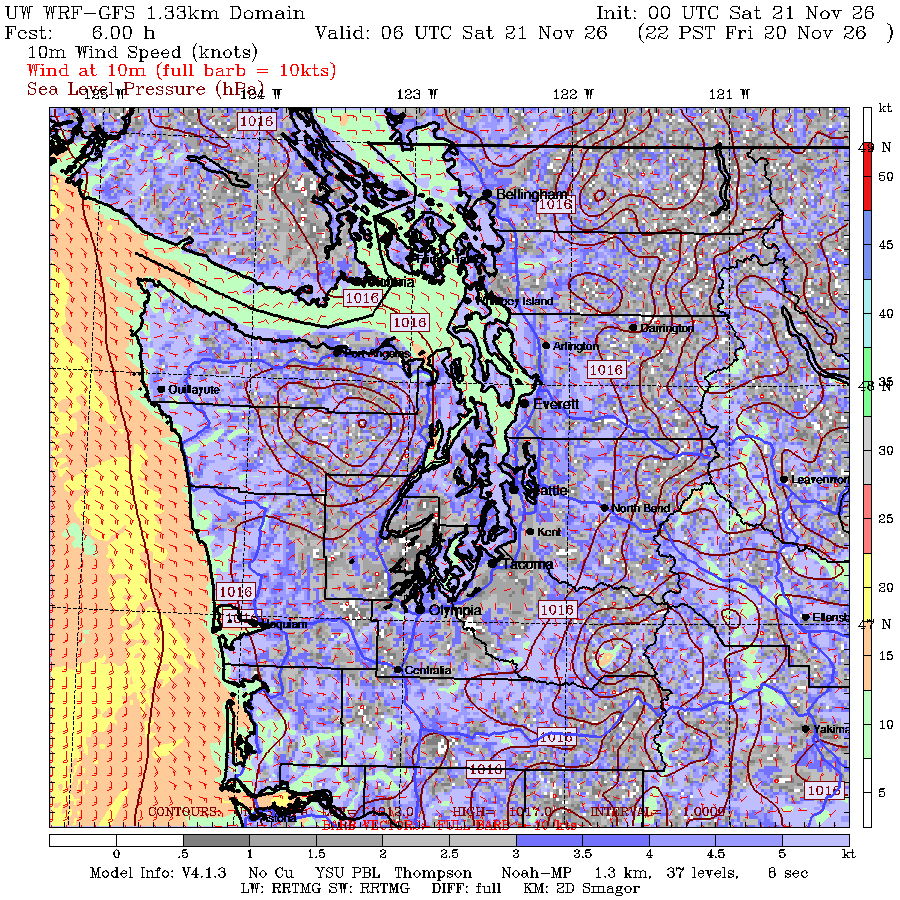 UW WRF-GFS 1.33km Domain Init: 00 UTC Sat 21 Nov 26
Fcst: 6.00 h Valid: 06 UTC Sat 21 Nov 26 (22 PST Fri 20 Nov 26 )
10m Wind Speed (knots)
Wind at 10m (full barb = 10kts)
Sea Level Pressure (hPa)
125 W 124 W 123 W 122 W 121 W kt
1016
49 N
50
Bellingham
1016
45
Victoria
1016
Whidbey Island
40
1016
Darrington
Port Angeles
Arlington
1016
35
48 N
Quillayute
Everett
30
Leavenworth
Seattle
North Bend
25
Kent
Tacoma
1016
20
Olympia
1016
Hoquiam
Ellensb
47 N
15
Centralia
10
Yakima
1016
1016
1016
5
CONTOURS: HIGH= 1017.0 INTERVAL= 1.0000
BARB VECTORS: FULL BARB = 10 kts
0 .5 1 1.5 2 2.5 3 3.5 4 4.5 5 kt
Model Info: V4.1.3 No Cu YSU PBL Thompson Noah-MP 1.3 km, 37 levels, 8 sec
LW: RRTMG SW: RRTMG DIFF: full KM: 2D Smagor